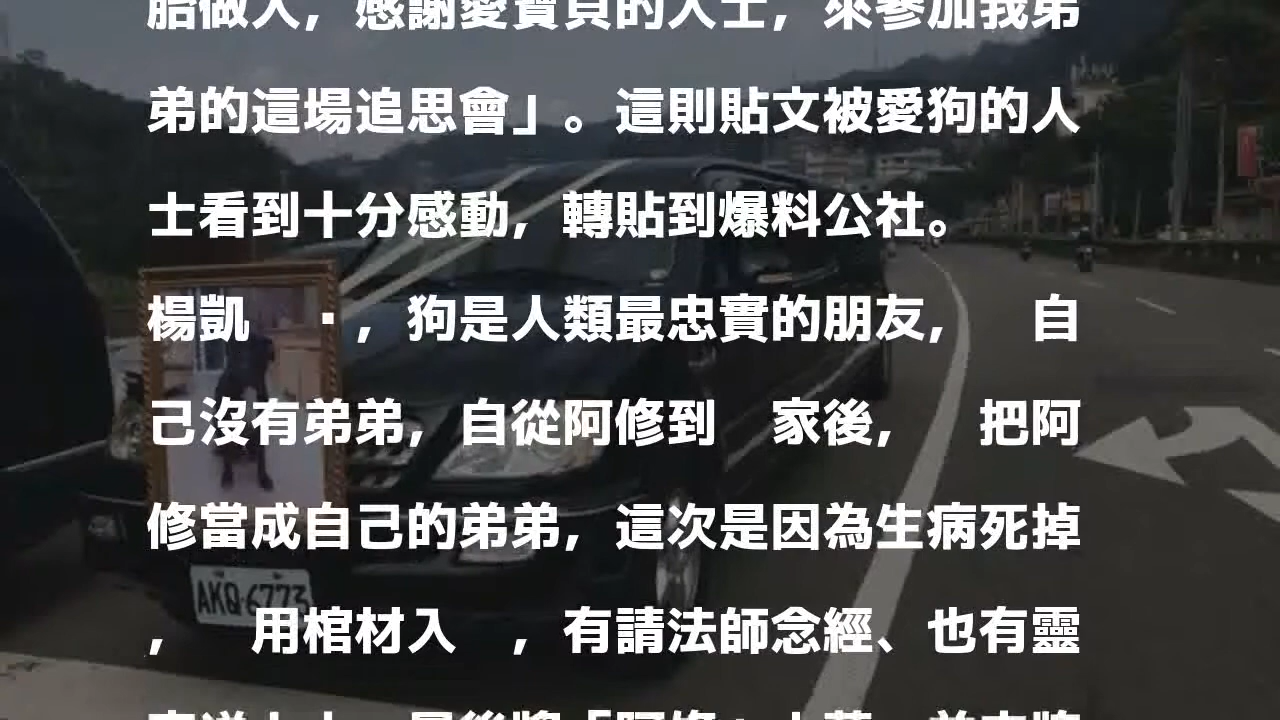 胎做人，感謝愛寶貝的人士，來參加我弟
弟的這場追思會」。這則貼文被愛狗的人
士看到十分感動，轉貼到爆料公社。
楊凱　·，狗是人類最忠實的朋友，　自
己沒有弟弟，自從阿修到　家後，　把阿
修當成自己的弟弟，這次是因為生病死掉
，　用棺材入　，有請法師念經、也有靈
AKQ-6773